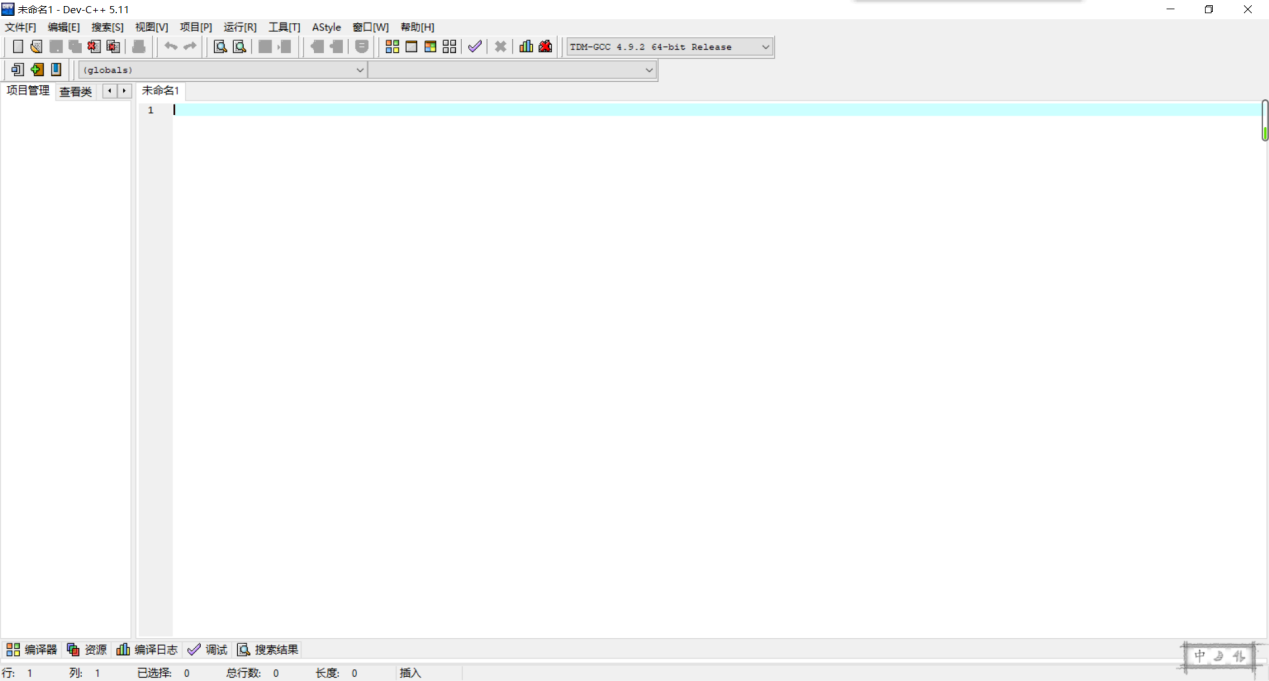 未命名1 - Dev-C++ 5.11
文件[F] 编辑[E] 搜索[S] 视图[V] 项目[P] 运行[R] 工具[T] AStyle 窗口[W] 帮助[H]
TDM-GCC 4.9.2 64-bit Release
(globals)
项目管理 查看类 未命名1
1
编译器 资源 编译日志 调试 搜索结果
中
行: 1 列: 1 已选择: 0 总行数: 0 长度: 0 插入